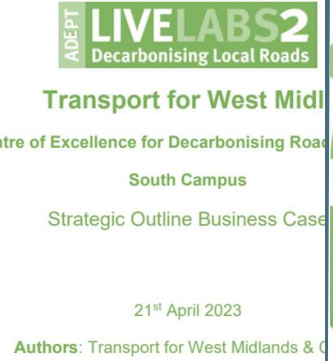 ADEPT
LIVELABS2
Decarbonising Local Roads
Transport for West Midl
ntre of Excellence for Decarbonising Road
South Campus
Strategic Outline Business Case
21st April 2023
Authors: Transport for West Midlands &